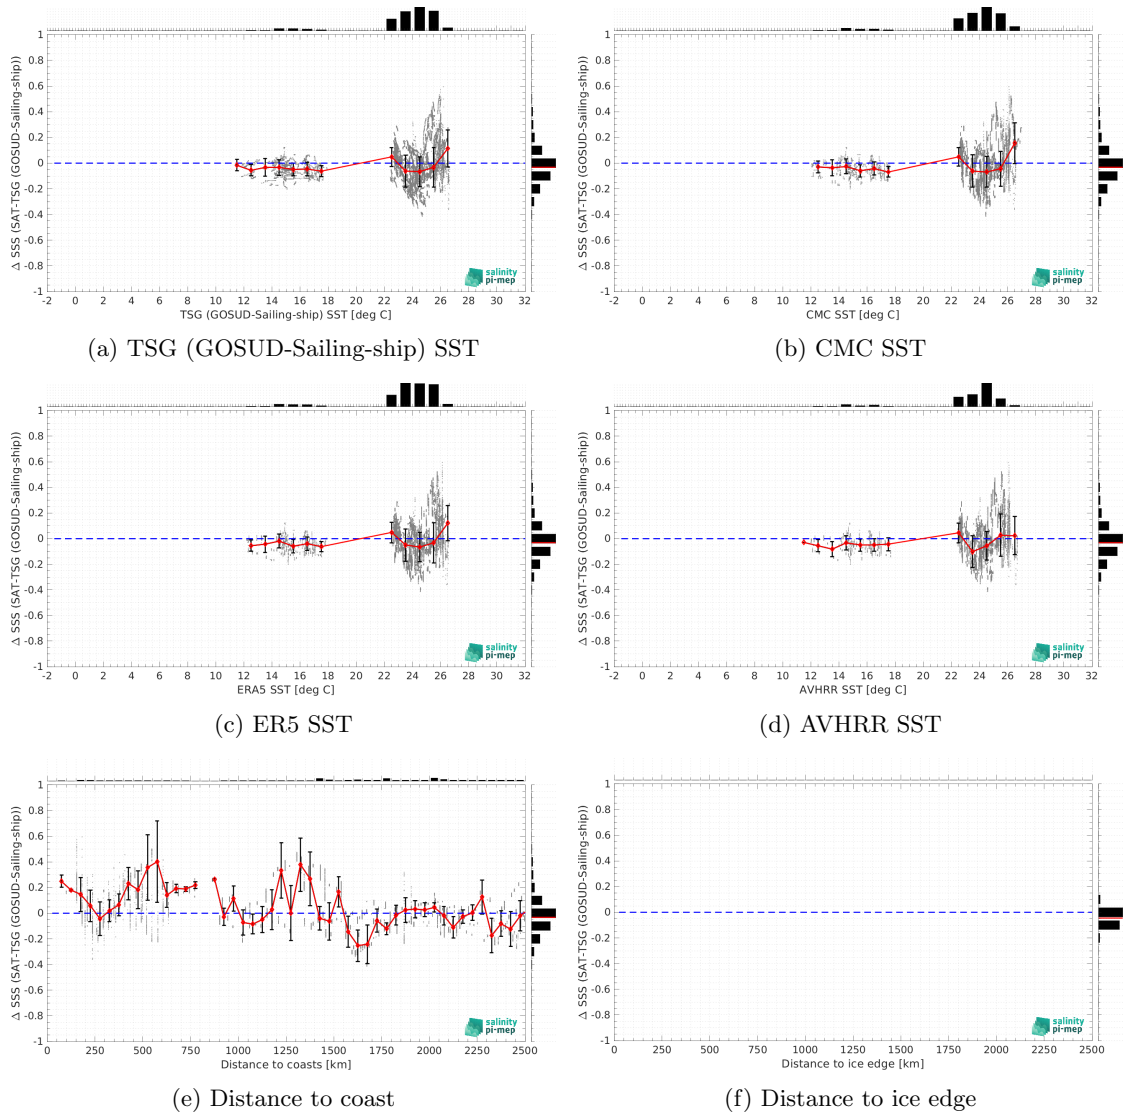 1
0.8
0.6
0.4
0.2
0
-0.2
-0.4
-0.6
-0.8
-1
Δ SSS (SAT-TSG (GOSUD-Sailing-ship))
salinity
pi-mep
-2 0 2 4 6 8 10 12 14 16 18 20 22 24 26 28 30 32
TSG (GOSUD-Sailing-ship) SST [deg C]
(a) TSG (GOSUD-Sailing-ship) SST
1
0.8
0.6
0.4
0.2
0
-0.2
-0.4
-0.6
-0.8
-1
Δ SSS (SAT-TSG (GOSUD-Sailing-ship))
salinity
pi-mep
-2 0 2 4 6 8 10 12 14 16 18 20 22 24 26 28 30 32
CMC SST [deg C]
(b) CMC SST
1
0.8
0.6
0.4
0.2
0
-0.2
-0.4
-0.6
-0.8
-1
Δ SSS (SAT-TSG (GOSUD-Sailing-ship))
salinity
pi-mep
-2 0 2 4 6 8 10 12 14 16 18 20 22 24 26 28 30 32
ERA5 SST [deg C]
(c) ER5 SST
1
0.8
0.6
0.4
0.2
0
-0.2
-0.4
-0.6
-0.8
-1
Δ SSS (SAT-TSG (GOSUD-Sailing-ship))
salinity
pi-mep
-2 0 2 4 6 8 10 12 14 16 18 20 22 24 26 28 30 32
AVHRR SST [deg C]
(d) AVHRR SST
1
0.8
0.6
0.4
0.2
0
-0.2
-0.4
-0.6
-0.8
-1
Δ SSS (SAT-TSG (GOSUD-Sailing-ship))
salinity
pi-mep
0 250 500 750 1000 1250 1500 1750 2000 2250 2500
Distance to coasts [km]
(e) Distance to coast
1
0.8
0.6
0.4
0.2
0
-0.2
-0.4
-0.6
-0.8
-1
Δ SSS (SAT-TSG (GOSUD-Sailing-ship))
salinity
pi-mep
0 250 500 750 1000 1250 1500 1750 2000 2250 2500
Distance to ice edge [km]
(f) Distance to ice edge